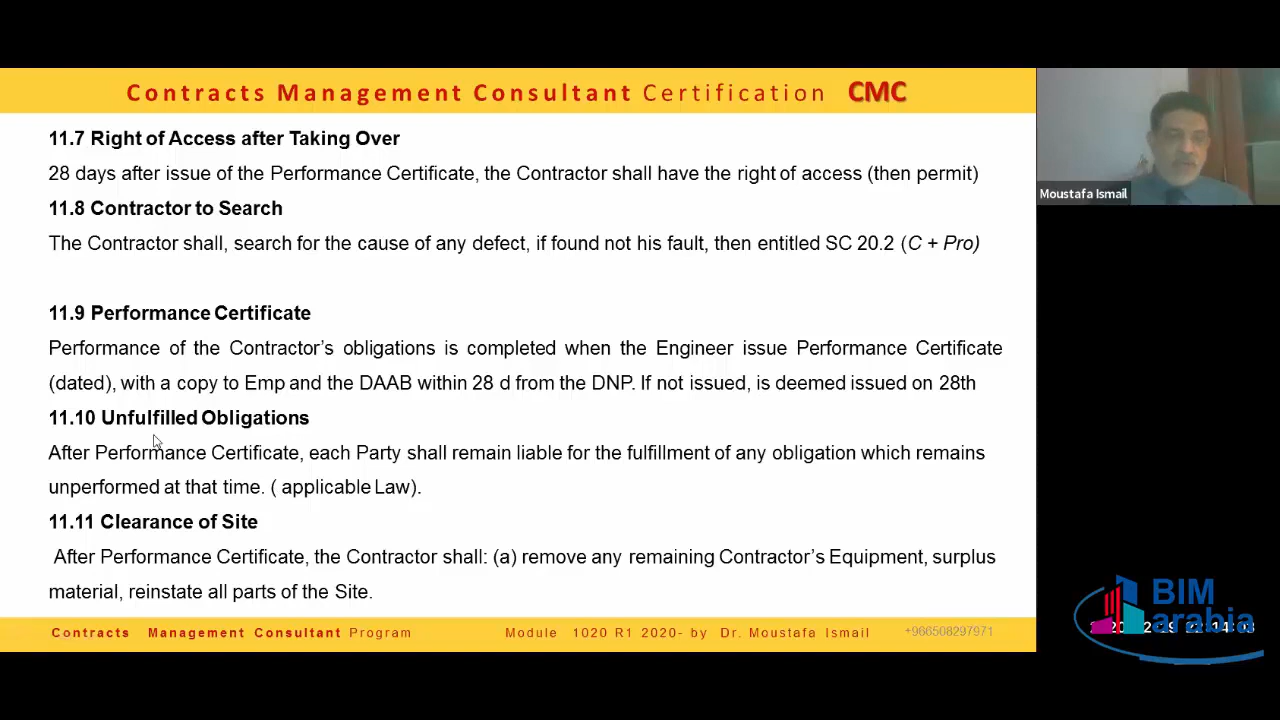 Contracts Management Consultant Certification CMC
11.7 Right of Access after Taking Over
28 days after issue of the Performance Certificate, the Contractor shall have the right of access (then permit)
11.8 Contractor to Search
The Contractor shall, search for the cause of any defect, if found not his fault, then entitled SC 20.2 (C + Pro)
11.9 Performance Certificate
Performance of the Contractor's obligations is completed when the Engineer issue Performance Certificate
(dated), with a copy to Emp and the DAAB within 28 d from the DNP. If not issued, is deemed issued on 28th
11.10 Unfulfilled Obligations
After Performance Certificate, each Party shall remain liable for the fulfillment of any obligation which remains
unperformed at that time. ( applicable Law).
11.11 Clearance of Site
After Performance Certificate, the Contractor shall: (a) remove any remaining Contractor's Equipment, surplus
material, reinstate all parts of the Site.
Contracts Management Consultant Program Module 1020 R1 2020- by Dr. Moustafa Ismail +966508297971
Moustafa Ismail
BIM
arabia